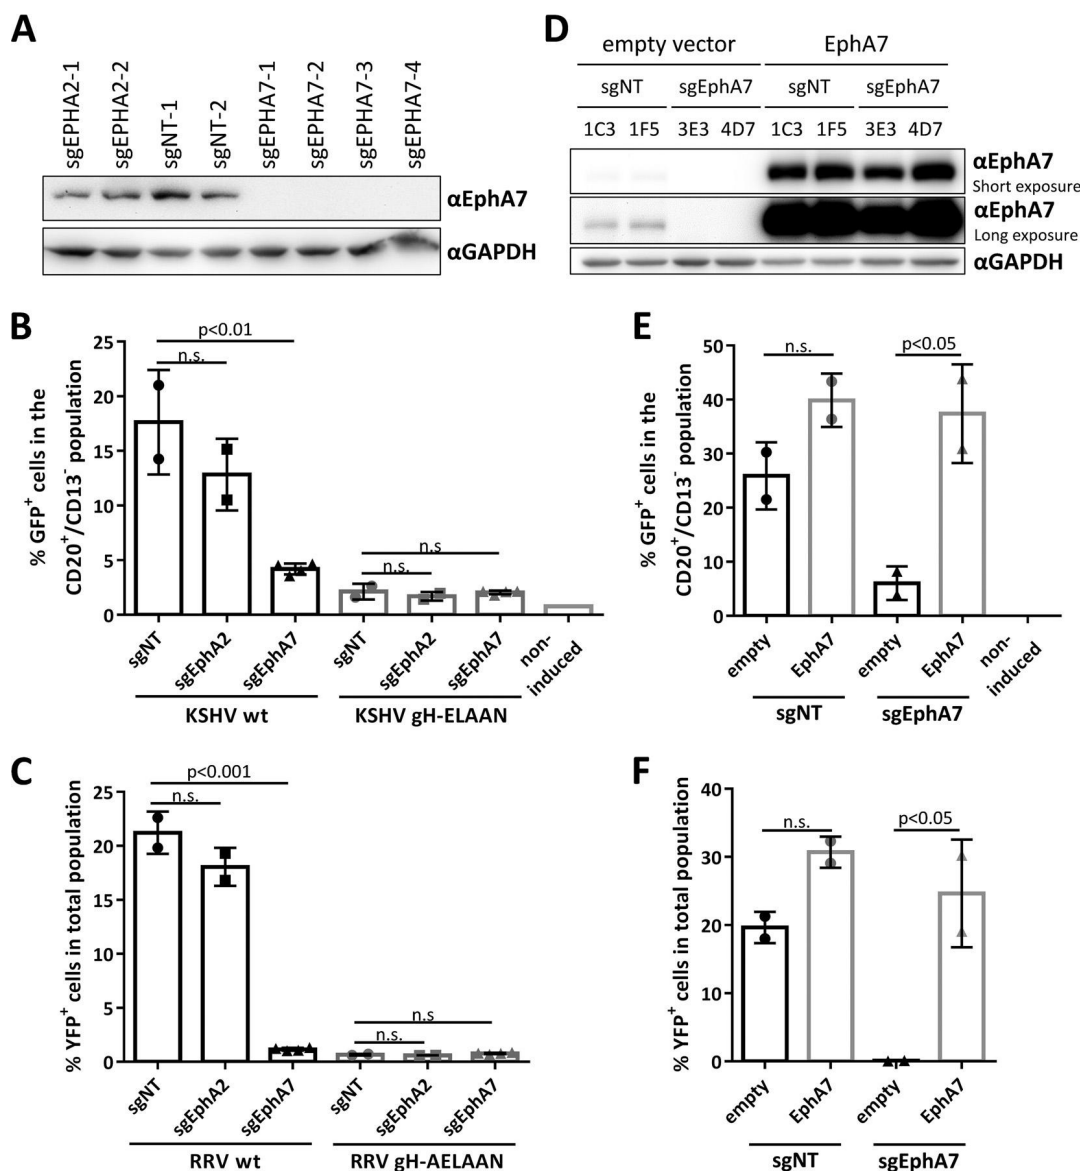 A
sgEPHA2-1
sgEPHA2-2
sgNT-1
sgNT-2
sgEPHA7-1
sgEPHA7-2
sgEPHA7-3
sgEPHA7-4
αEphA7
αGAPDH
D
empty vector EphA7
sgNT sgEphA7 sgNT sgEphA7
1C3 1F5 3E3 4D7 1C3 1F5 3E3 4D7
αEphA7
Short exposure
αEphA7
Long exposure
αGAPDH
B
% GFP⁺ cells in the
CD20⁺/CD13⁻ population
25
20
15
10
5
0
p<0.01
n.s.
n.s
n.s.
sgNT
sgEphA2
sgEphA7
sgNT
sgEphA2
sgEphA7
non-
induced
KSHV wt KSHV gH-ELAAN
E
% GFP⁺ cells in the
CD20⁺/CD13⁻ population
50
40
30
20
10
0
n.s. p<0.05
empty
EphA7
empty
EphA7
non-
induced
sgNT sgEphA7
C
% YFP⁺ cells in total population
25
20
15
10
5
0
p<0.001
n.s.
n.s
n.s.
sgNT
sgEphA2
sgEphA7
sgNT
sgEphA2
sgEphA7
RRV wt RRV gH-AELAAN
F
% YFP⁺ cells in total population
40
30
20
10
0
n.s. p<0.05
empty
EphA7
empty
EphA7
sgNT sgEphA7